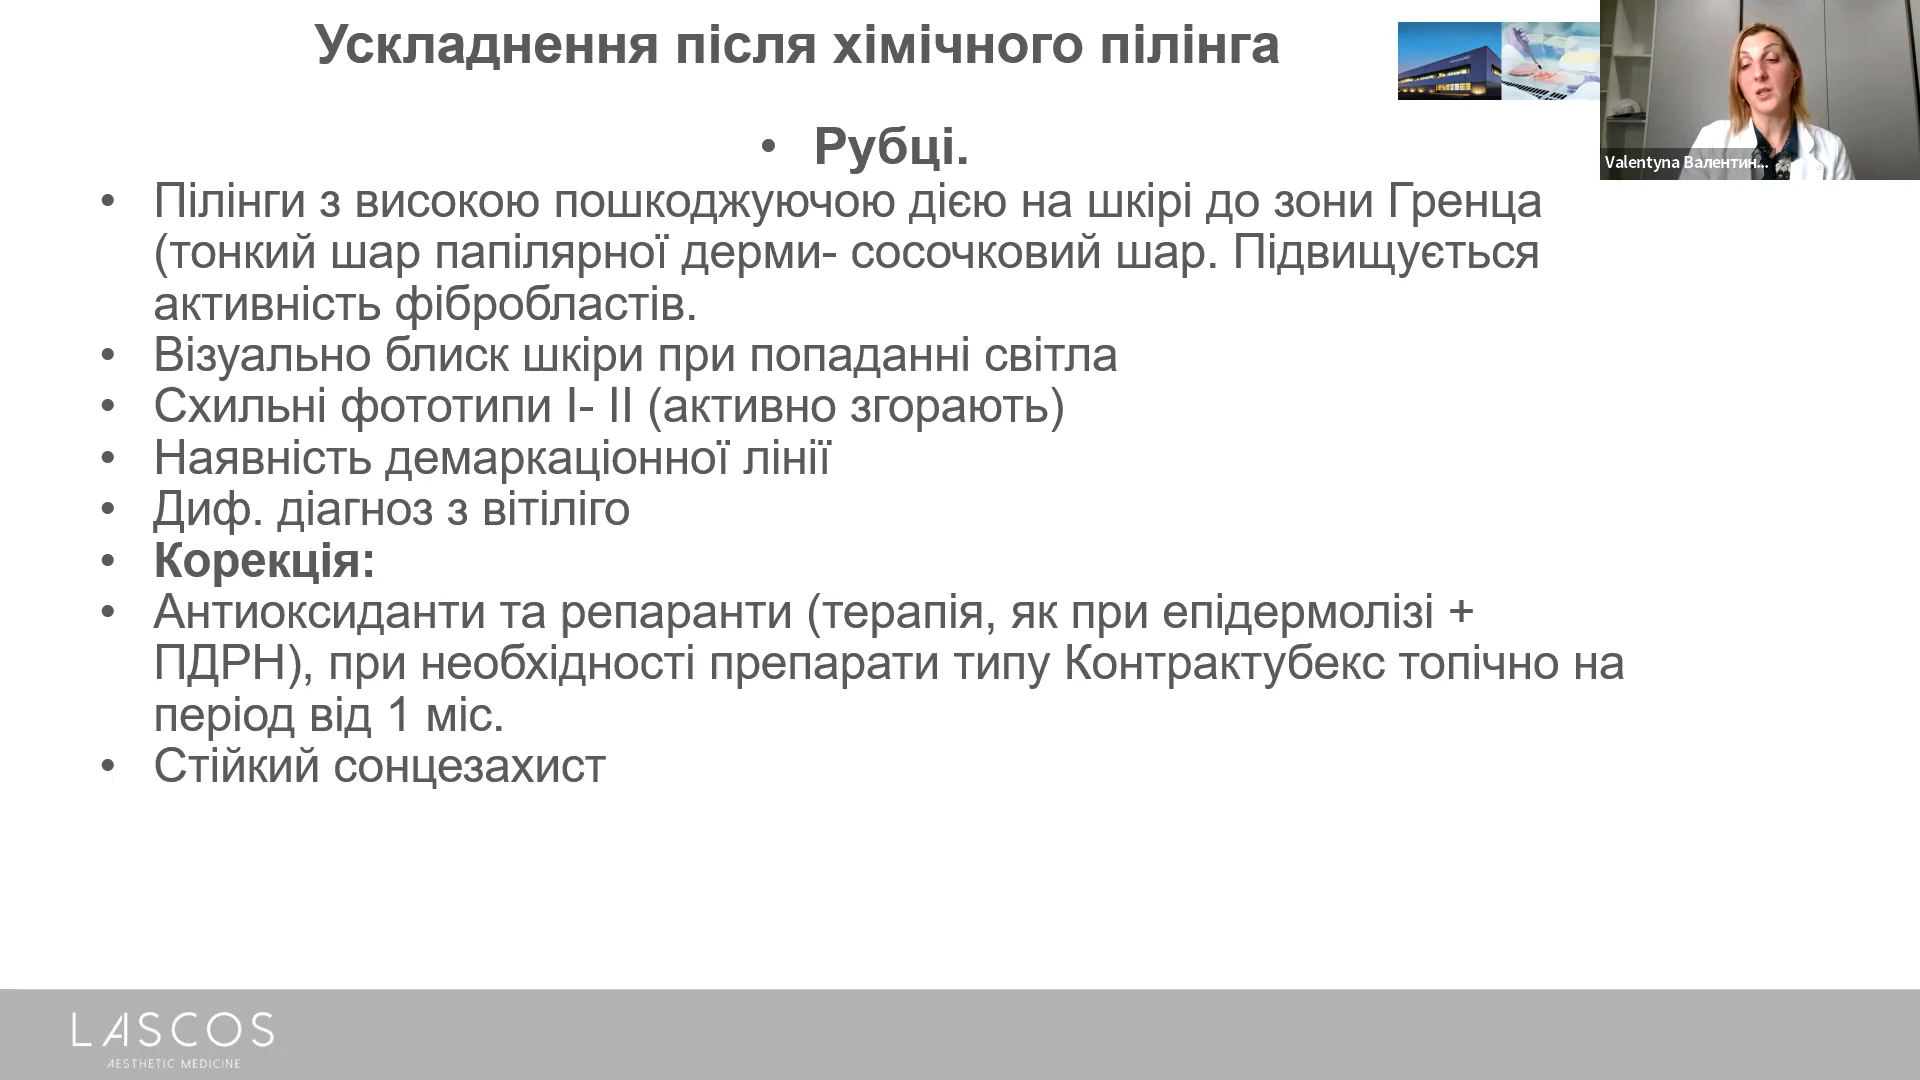 Ускладнення після хімічного пілінга
Valentyna Валентин...
• Рубці.
• Пілінги з високою пошкоджуючою дією на шкірі до зони Гренца
(тонкий шар папілярної дерми- сосочковий шар. Підвищується
активність фібробластів.
• Візуально блиск шкіри при попаданні світла
• Схильні фототипи I- II (активно згорають)
• Наявність демаркаціонної лінії
• Диф. діагноз з вітіліго
• Корекція:
• Антиоксиданти та репаранти (терапія, як при епідермолізі +
ПДРН), при необхідності препарати типу Контрактубекс топічно на
період від 1 міс.
• Стійкий сонцезахист
LASCOS
AESTHETIC MEDICINE